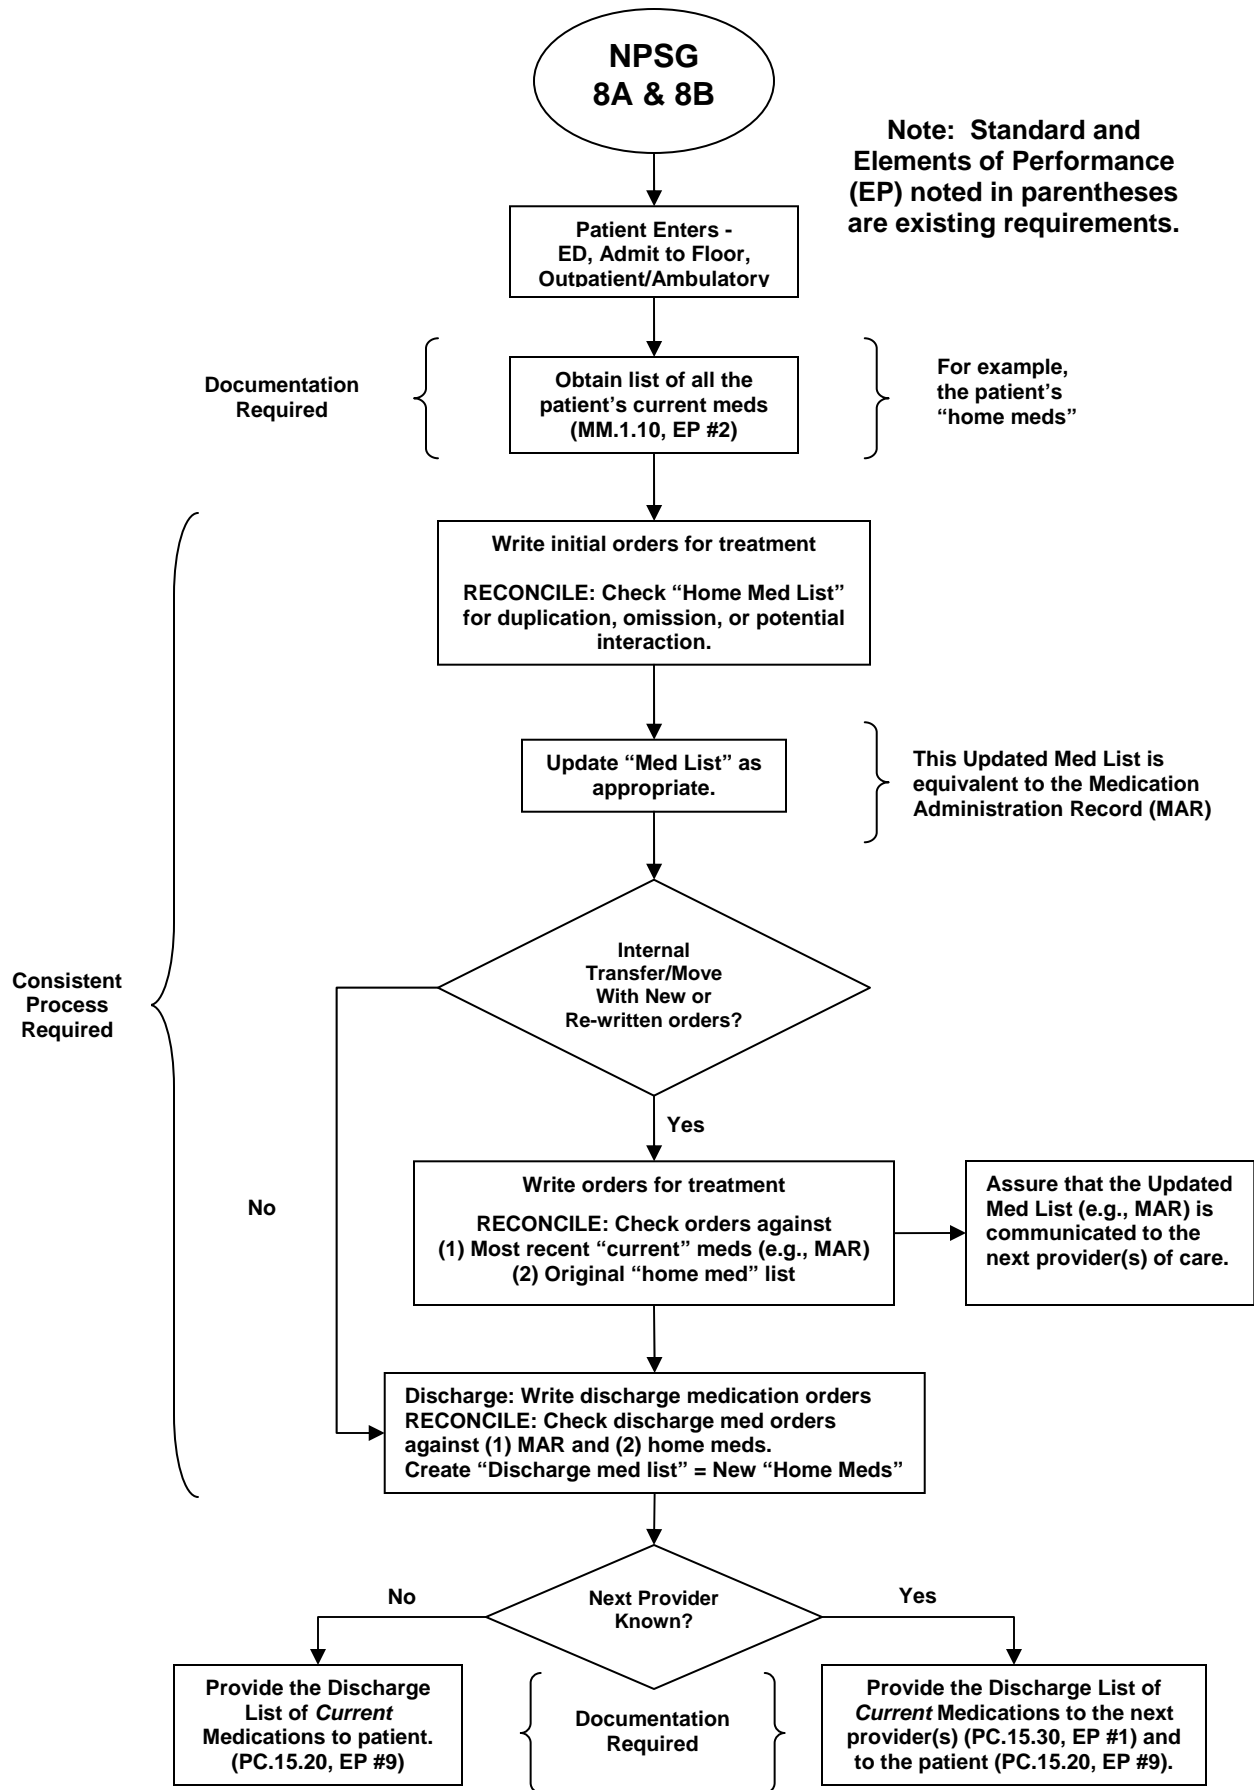 NPSG
8A & 8B
Note: Standard and
Elements of Performance
(EP) noted in parentheses
are existing requirements.
Patient Enters -
ED, Admit to Floor,
Outpatient/Ambulatory
Documentation
Required
Obtain list of all the
patient’s current meds
(MM.1.10, EP #2)
For example,
the patient’s
“home meds”
Write initial orders for treatment
RECONCILE: Check “Home Med List”
for duplication, omission, or potential
interaction.
Update “Med List” as
appropriate.
This Updated Med List is
equivalent to the Medication
Administration Record (MAR)
Consistent
Process
Required
Internal
Transfer/Move
With New or
Re-written orders?
Yes
No
Write orders for treatment
RECONCILE: Check orders against
(1) Most recent “current” meds (e.g., MAR)
(2) Original “home med” list
Assure that the Updated
Med List (e.g., MAR) is
communicated to the
next provider(s) of care.
Discharge: Write discharge medication orders
RECONCILE: Check discharge med orders
against (1) MAR and (2) home meds.
Create “Discharge med list” = New “Home Meds”
No
Next Provider
Known?
Yes
Provide the Discharge
List of Current
Medications to patient.
(PC.15.20, EP #9)
Documentation
Required
Provide the Discharge List of
Current Medications to the next
provider(s) (PC.15.30, EP #1) and
to the patient (PC.15.20, EP #9).